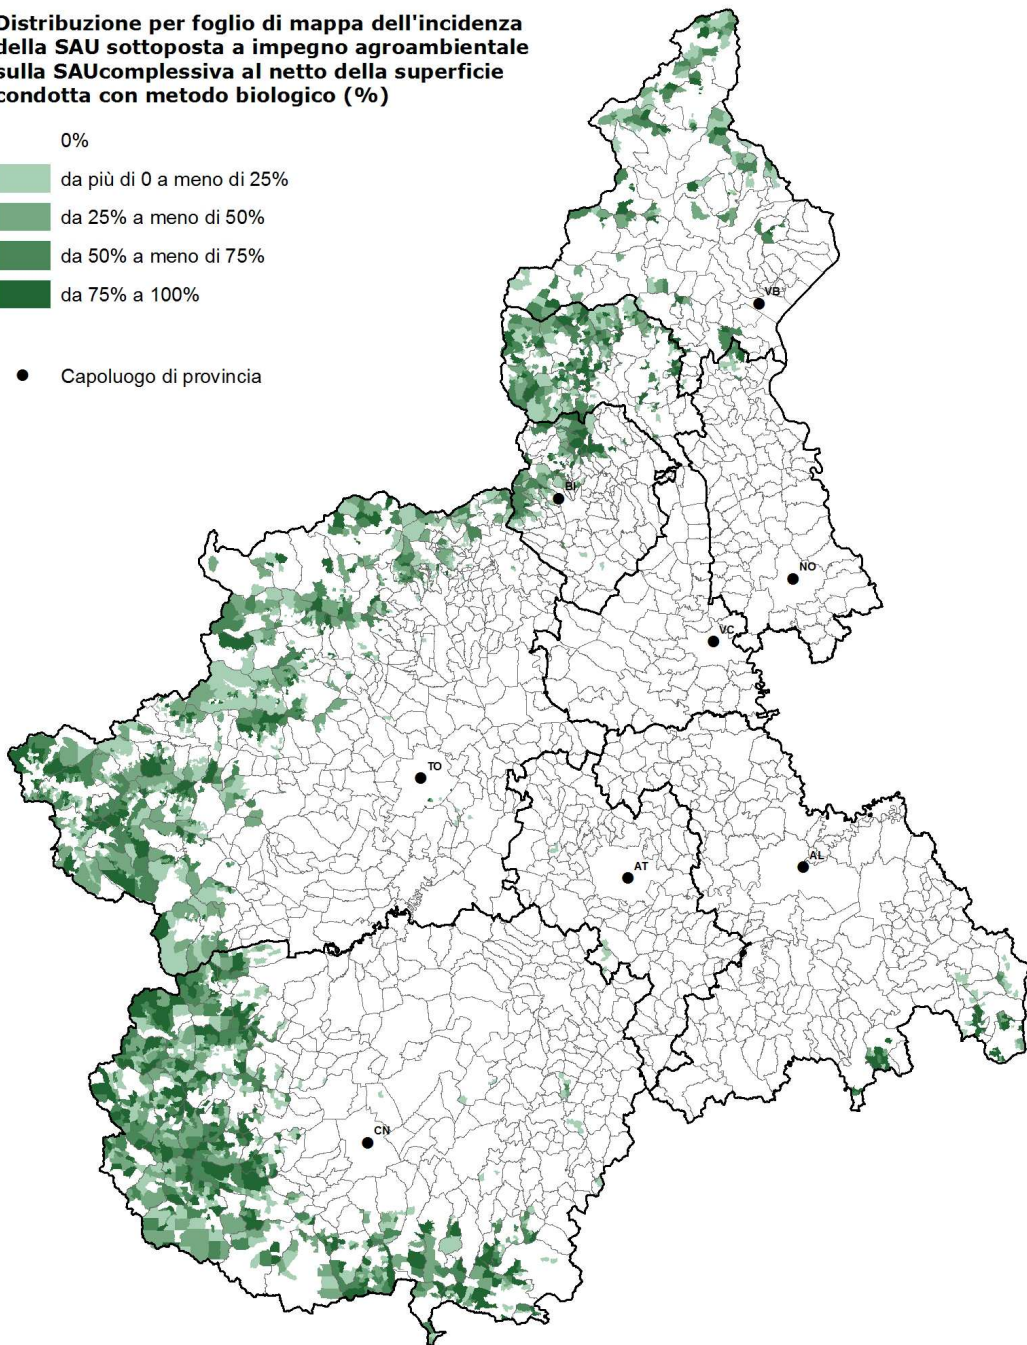 Distribuzione per foglio di mappa dell'incidenza
della SAU sottoposta a impegno agroambientale
sulla SAUcomplessiva al netto della superficie
condotta con metodo biologico (%)
0%
da più di 0 a meno di 25%
da 25% a meno di 50%
da 50% a meno di 75%
da 75% a 100%
Capoluogo di provincia
VB
BI
NO
VC
TO
AT
AL
CN